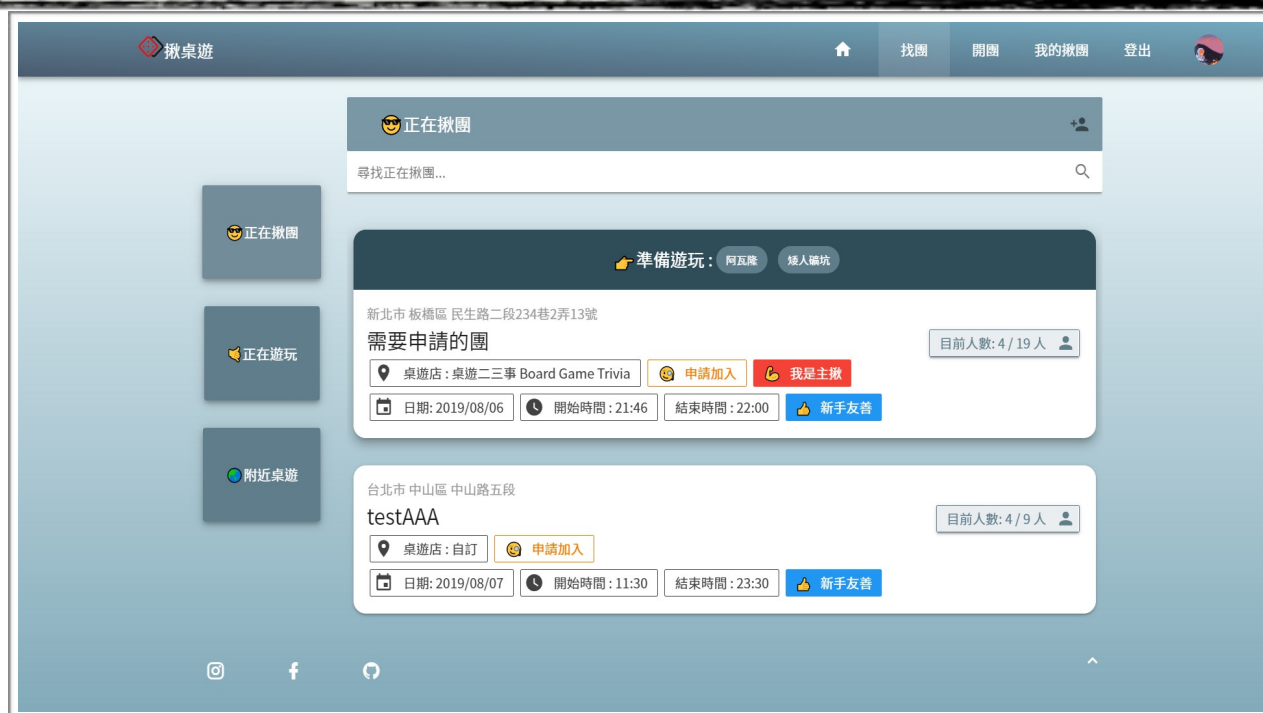 揪桌遊
找團 開團 我的揪團 登出
正在揪團
尋找正在揪團...
正在揪團
正在遊玩
附近桌遊
準備遊玩 : 阿瓦隆 矮人礦坑
新北市 板橋區 民生路二段234巷2弄13號
需要申請的團
目前人數: 4 / 19 人
桌遊店 : 桌遊二三事 Board Game Trivia 申請加入 我是主揪
日期: 2019/08/06 開始時間 : 21:46 結束時間 : 22:00 新手友善
台北市 中山區 中山路五段
testAAA
目前人數: 4 / 9 人
桌遊店 : 自訂 申請加入
日期: 2019/08/07 開始時間 : 11:30 結束時間 : 23:30 新手友善